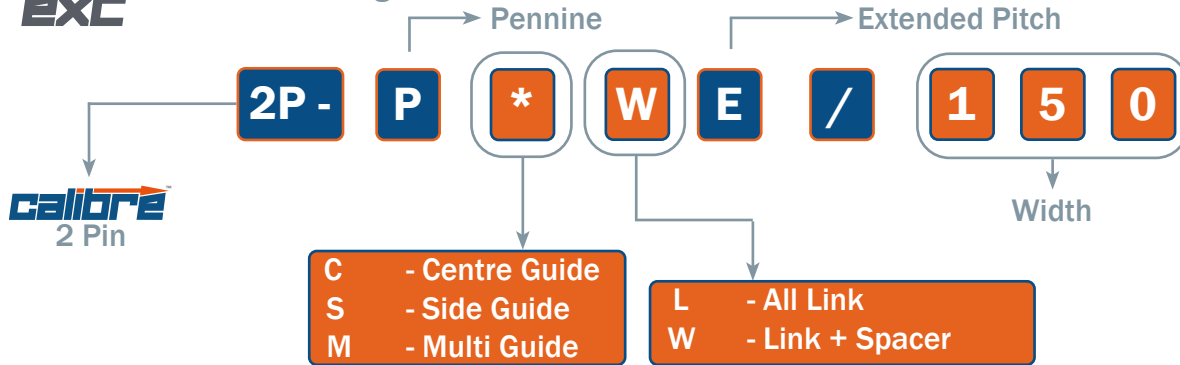 exc
Pennine
Extended Pitch
2P - P * W E / 1 5 0
calibre™
2 Pin
Width
C - Centre Guide
S - Side Guide
M - Multi Guide
L - All Link
W - Link + Spacer